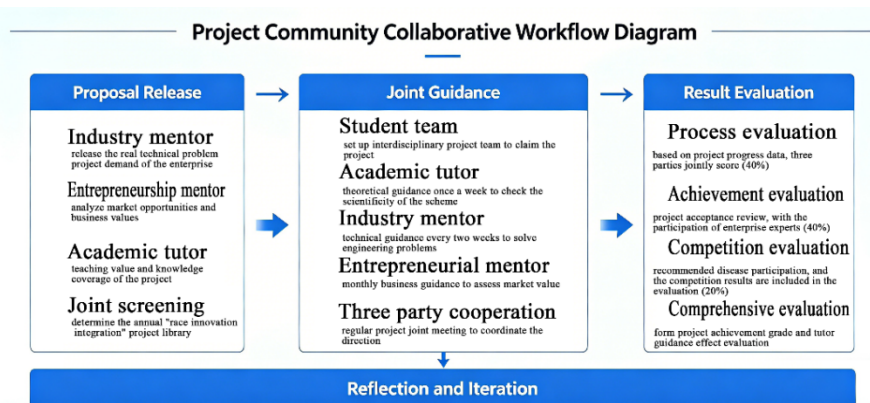 Project Community Collaborative Workflow Diagram
Proposal Release
Industry mentor
release the real technical problem
project demand of the enterprise
Entrepreneurship mentor
analyze market opportunities and
business values
Academic tutor
teaching value and knowledge
coverage of the project
Joint screening
determine the annual "race innovation
integration" project library
Joint Guidance
Student team
set up interdisciplinary project team to claim the
project
Academic tutor
theoretical guidance once a week to check the
scientificity of the scheme
Industry mentor
technical guidance every two weeks to solve
engineering problems
Entrepreneurial mentor
monthly business guidance to assess market value
Three party cooperation
regular project joint meeting to coordinate the
direction
Result Evaluation
Process evaluation
based on project progress data, three
parties jointly score (40%)
Achievement evaluation
project acceptance review, with the
participation of enterprise experts (40%)
Competition evaluation
recommended disease participation, and
the competition results are included in the
evaluation (20%)
Comprehensive evaluation
form project achievement grade and tutor
guidance effect evaluation
Reflection and Iteration